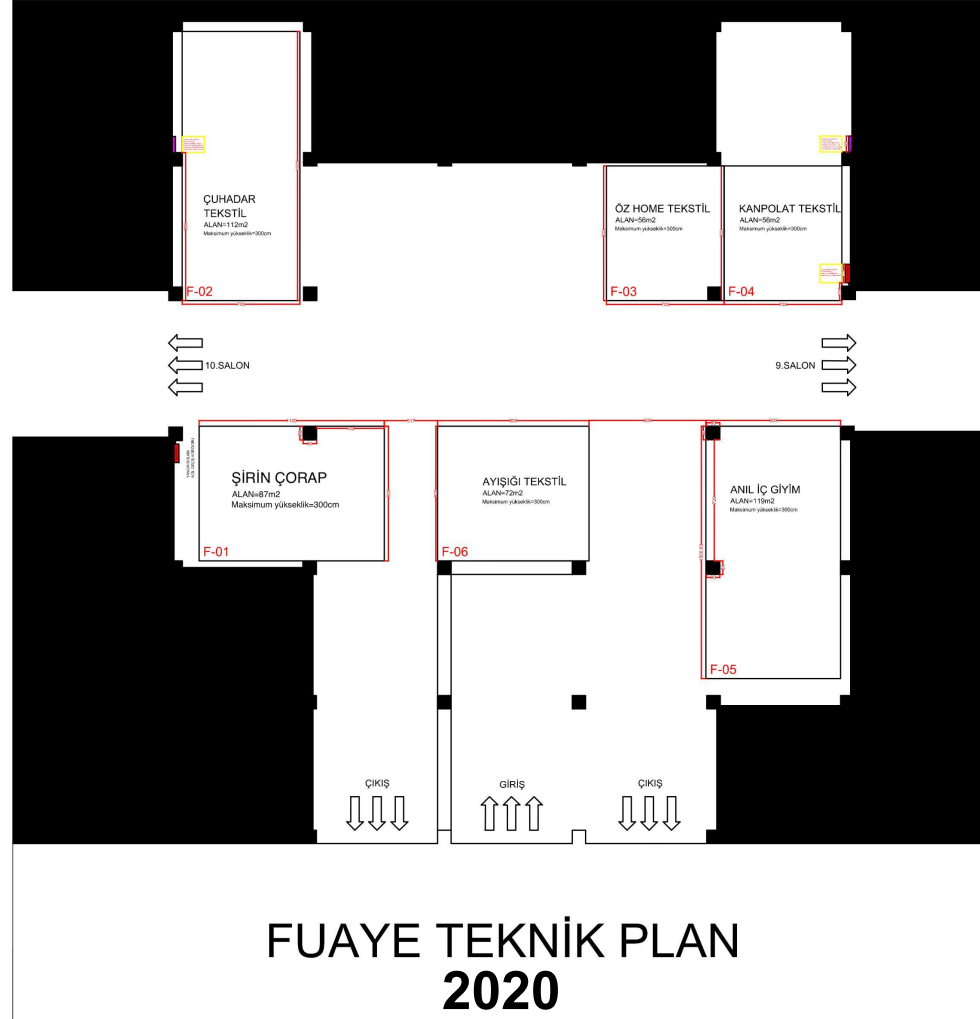 ÇUHADAR
TEKSTİL
ALAN=112m2
Maksimum yükseklik=300cm
F-02
ÖZ HOME TEKSTİL
ALAN=56m2
Maksimum yükseklik=300cm
F-03
KANPOLAT TEKSTİL
ALAN=56m2
Maksimum yükseklik=300cm
F-04
10.SALON
9.SALON
ŞİRİN ÇORAP
ALAN=87m2
Maksimum yükseklik=300cm
F-01
AYIŞIĞI TEKSTİL
ALAN=72m2
Maksimum yükseklik=300cm
F-06
ANIL İÇ GİYİM
ALAN=119m2
Maksimum yükseklik=300cm
F-05
ÇIKIŞ
GİRİŞ
ÇIKIŞ
FUAYE TEKNİK PLAN
2020